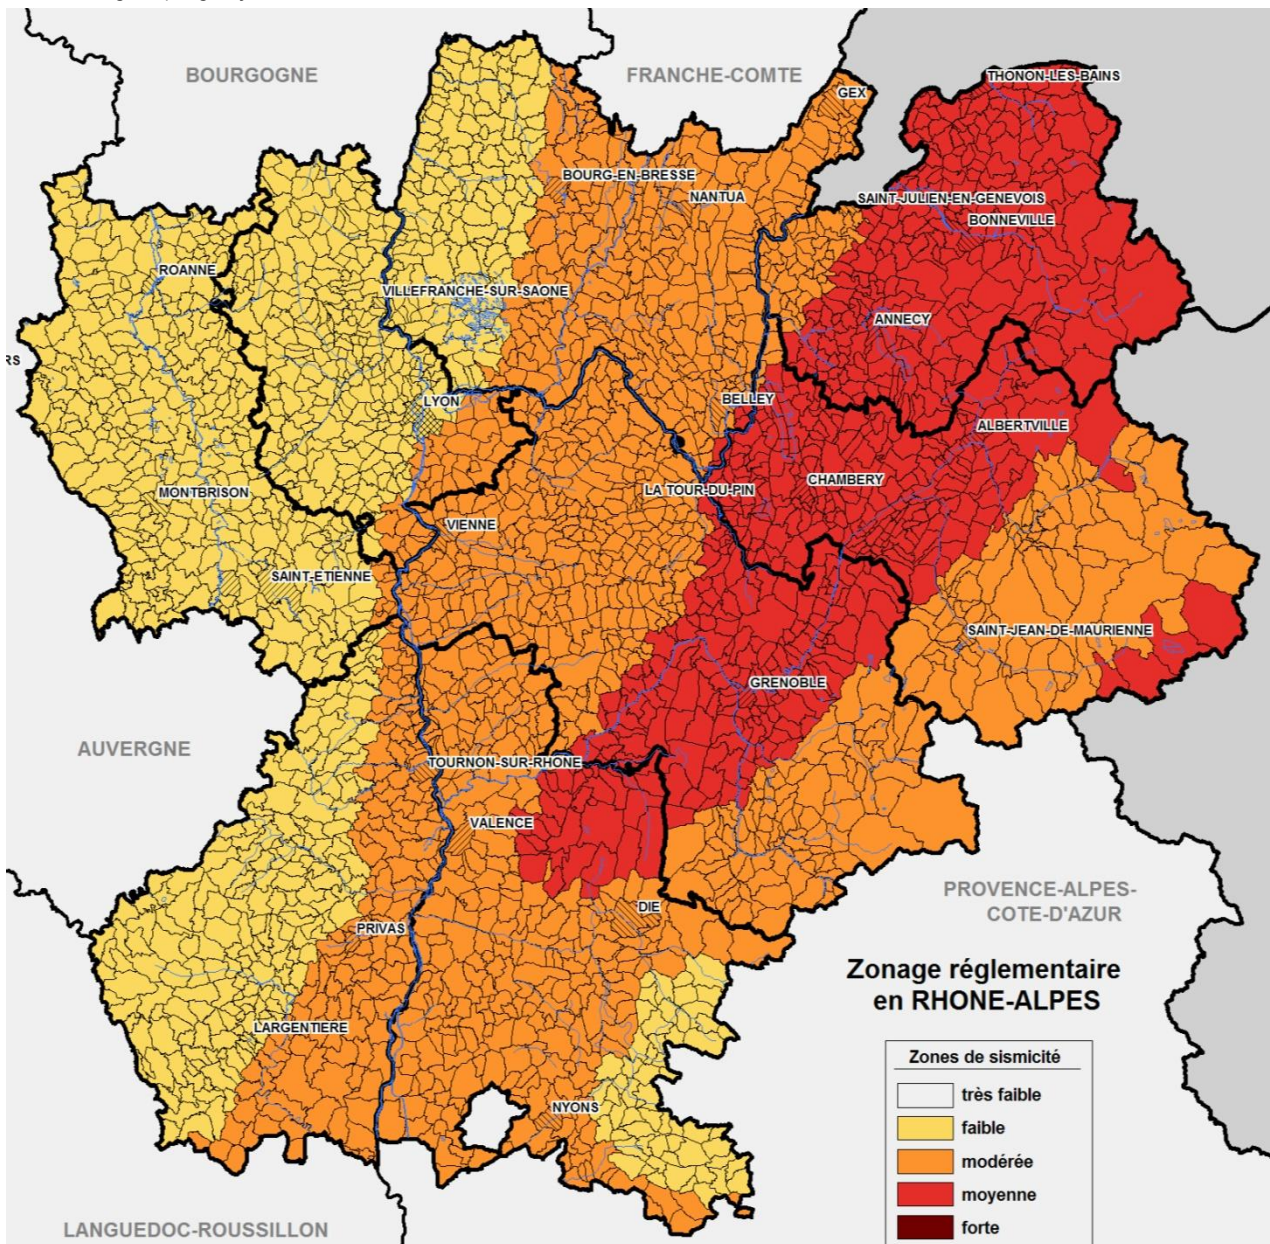 BOURGOGNE
FRANCHE-COMTE
THONON-LES-BAINS
GEX
BOURG-EN-BRESSE
NANTUA
SAINT-JULIEN-EN-GENEVOIS
BONNEVILLE
ROANNE
VILLEFRANCHE-SUR-SAONE
ANNECY
RS
LYON
BELLEY
ALBERTVILLE
MONTBRISON
LA TOUR-DU-PIN
CHAMBERY
VIENNE
SAINT-ETIENNE
SAINT-JEAN-DE-MAURIENNE
GRENOBLE
AUVERGNE
TOURNON-SUR-RHONE
VALENCE
PROVENCE-ALPES-
COTE-D'AZUR
DIE
PRIVAS
LARGENTIERE
NYONS
LANGUEDOC-ROUSSILLON
Zonage réglementaire
en RHONE-ALPES
Zones de sismicité
très faible
faible
modérée
moyenne
forte